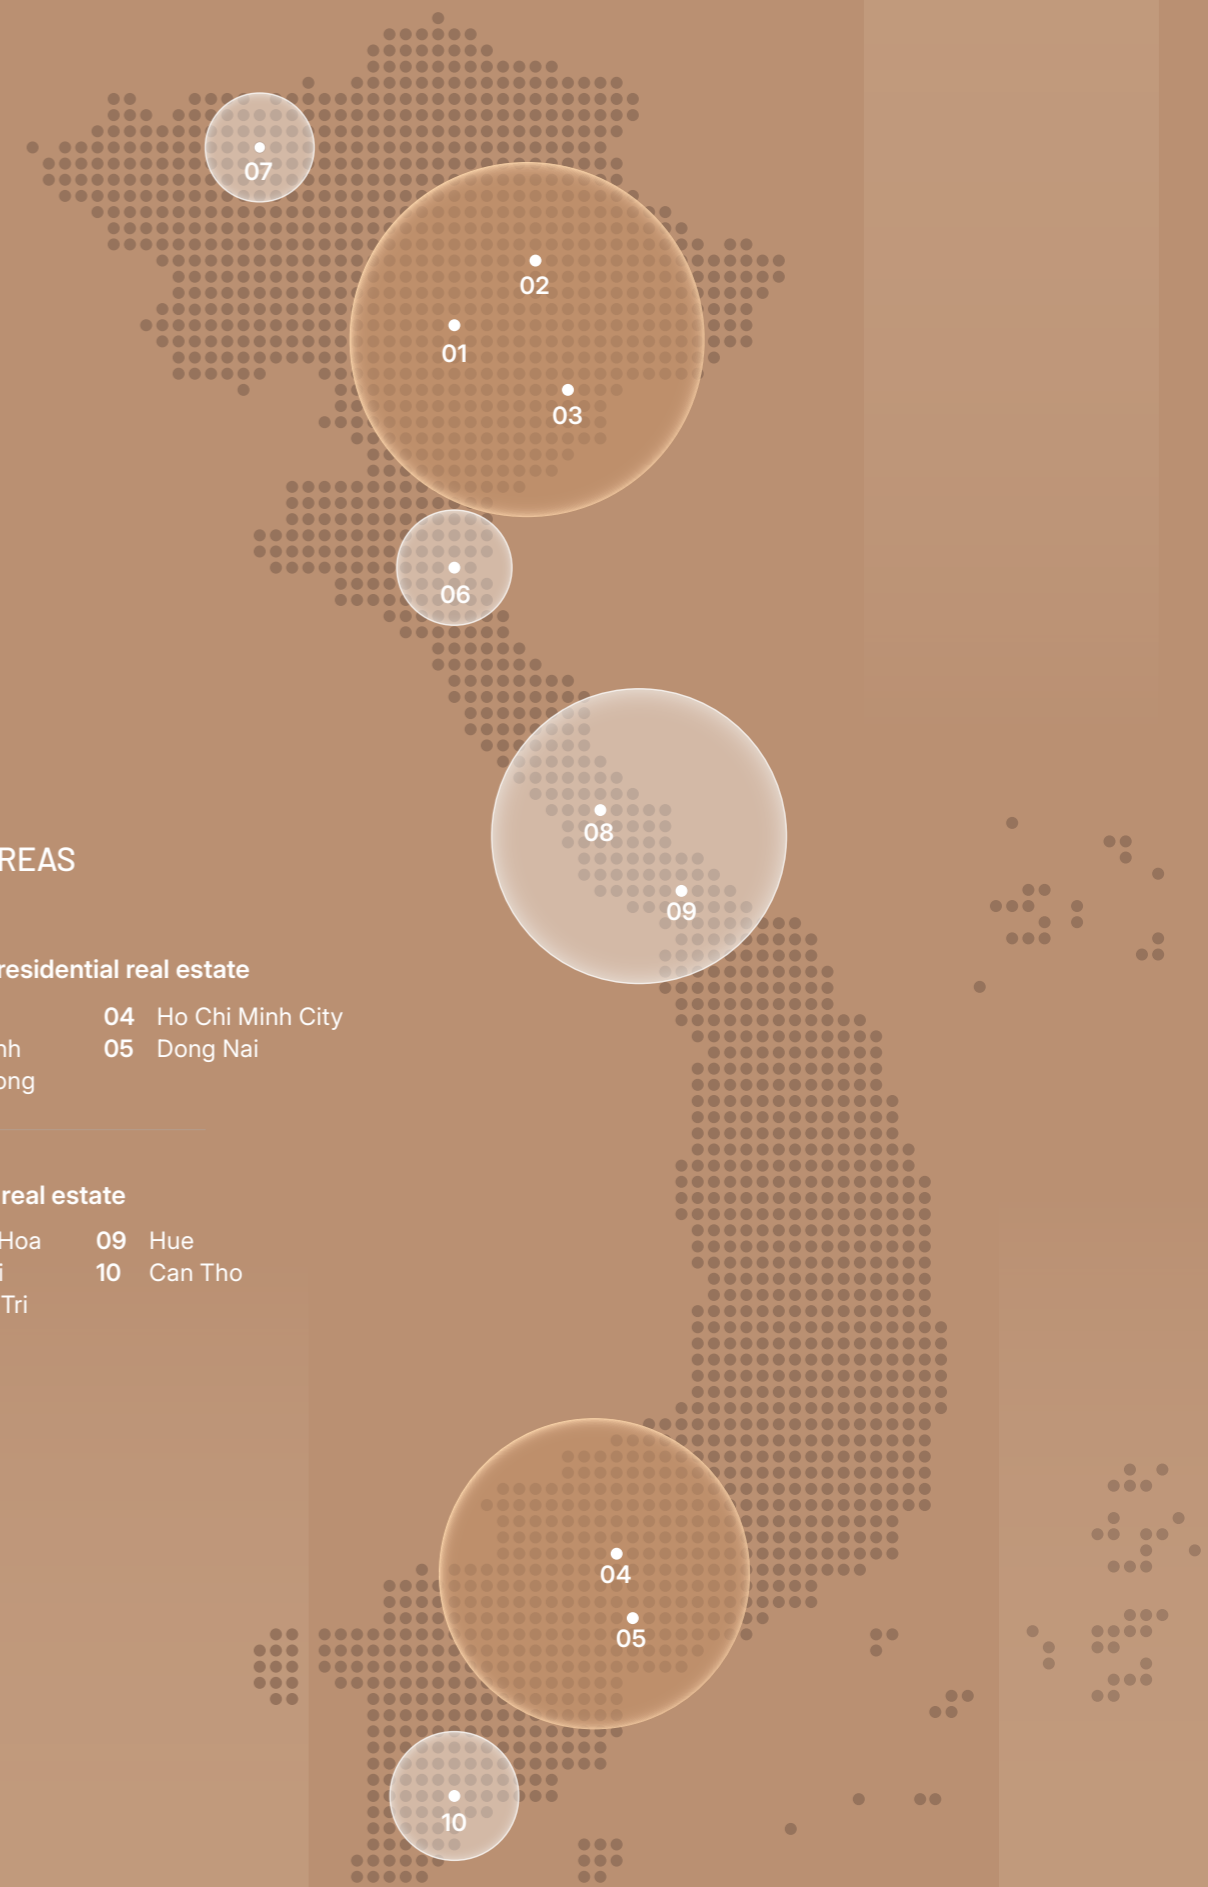 07
02
01
03
06
08
REAS
09
residential real estate
04 Ho Chi Minh City
nh 05 Dong Nai
ong
real estate
Hoa 09 Hue
i 10 Can Tho
Tri
04
05
10